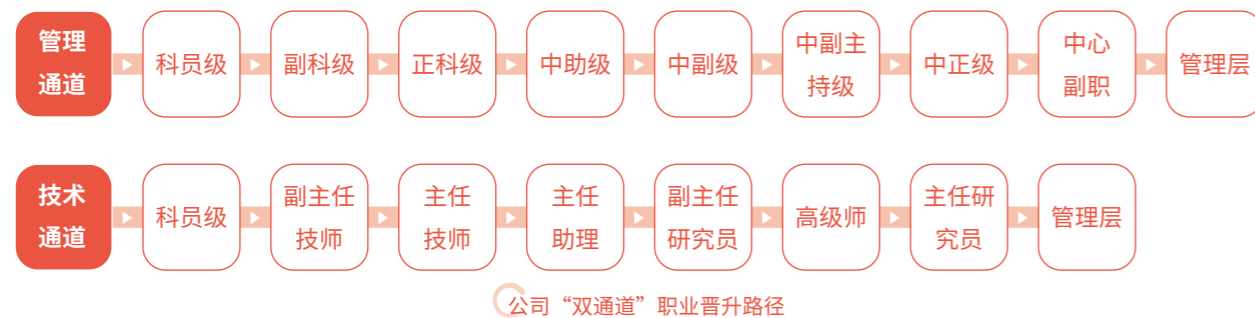 管理
通道
科员级
副科级
正科级
中助级
中副级
中副主
持级
中正级
中心
副职
管理层
技术
通道
科员级
副主任
技师
主任
技师
主任
助理
副主任
研究员
高级师
主任研
究员
管理层
公司“双通道”职业晋升路径